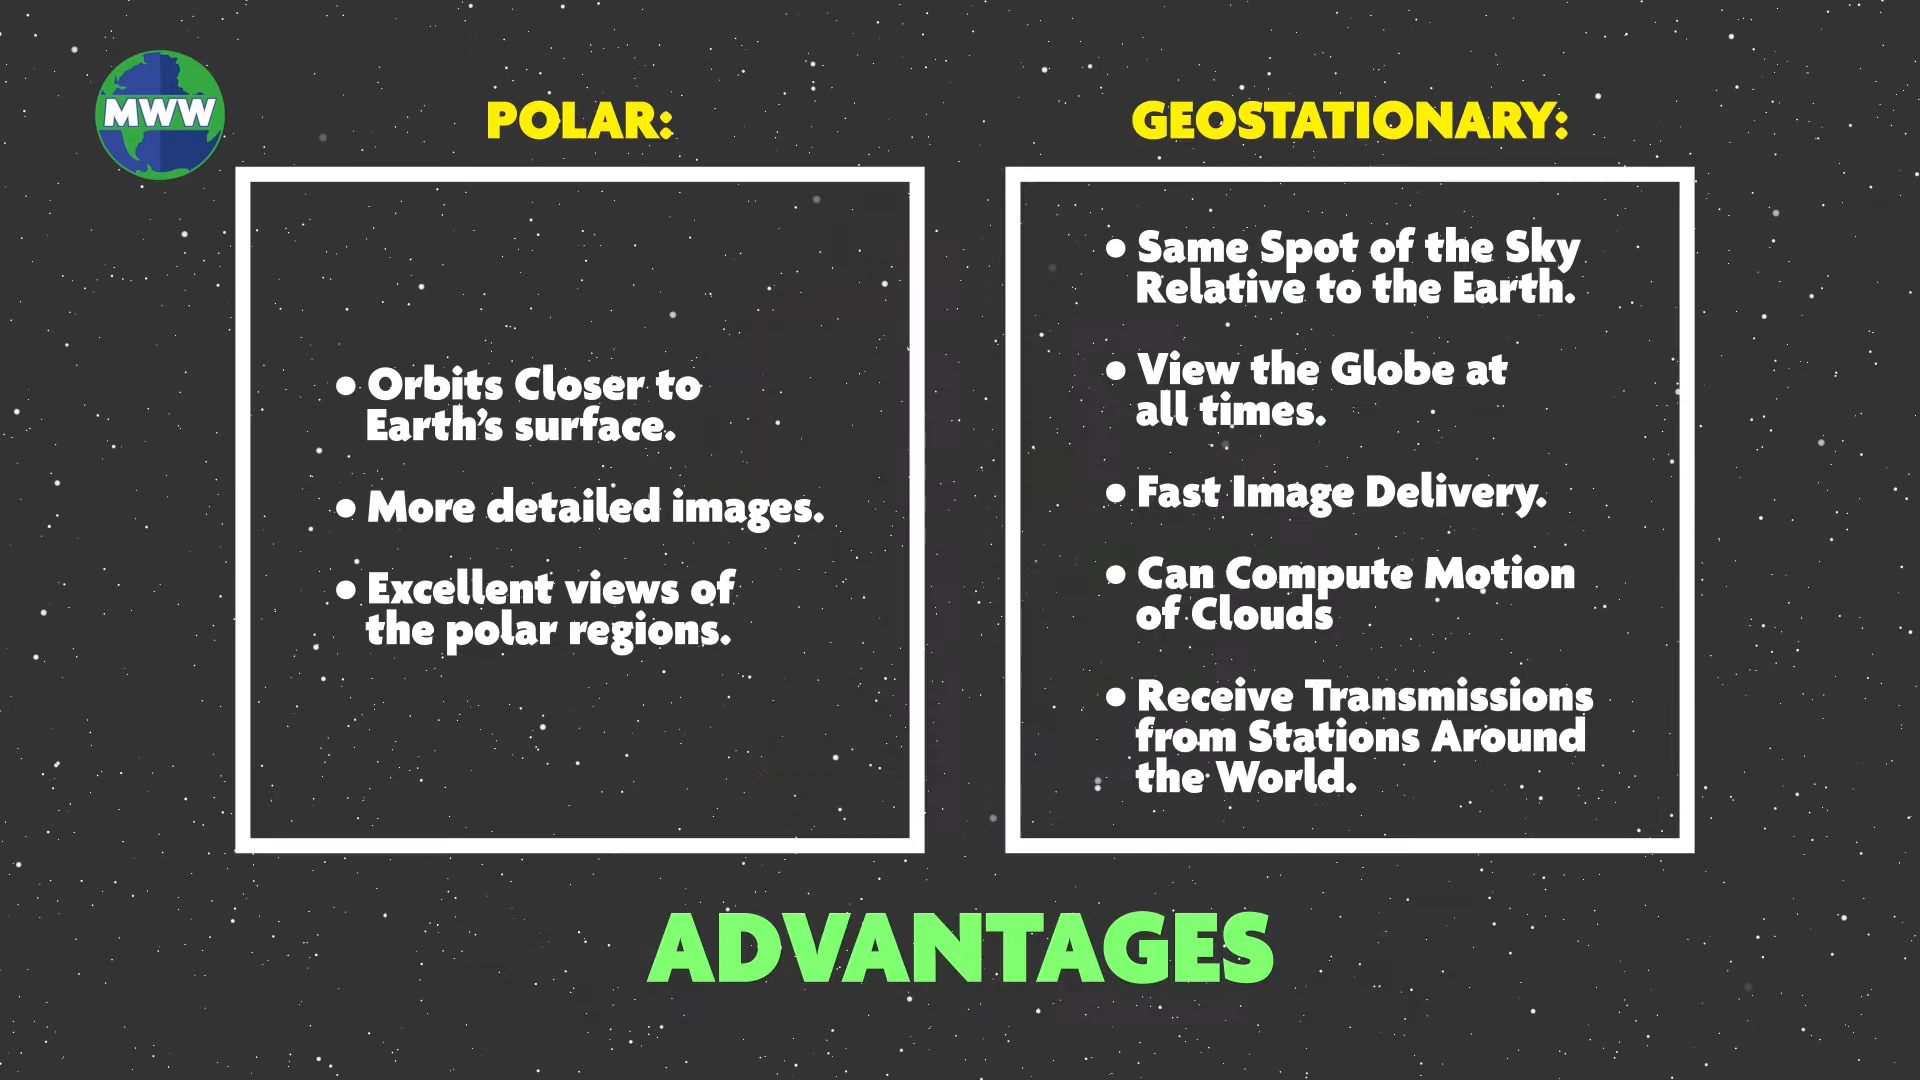 MWW
POLAR:
• Orbits Closer to
Earth’s surface.
• More detailed images.
• Excellent views of
the polar regions.
GEOSTATIONARY:
• Same Spot of the Sky
Relative to the Earth.
• View the Globe at
all times.
• Fast Image Delivery.
• Can Compute Motion
of Clouds
• Receive Transmissions
from Stations Around
the World.
ADVANTAGES